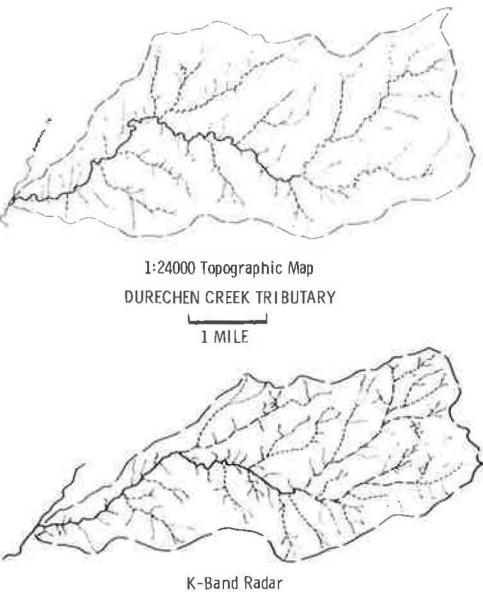 1:24000 Topographic Map
DURECHEN CREEK TRIBUTARY
1 MILE
K-Band Radar